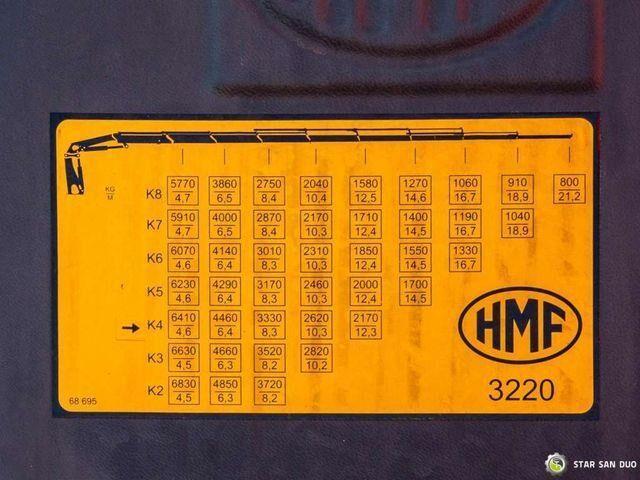 KG
M
K8 5770 3860 2750 2040 1580 1270 1060 910 800
4,7 6,5 8,4 10,4 12,5 14,6 16,7 18,9 21,2
K7 5910 4000 2870 2170 1710 1400 1190 1040
4,7 6,5 8,4 10,3 12,4 14,5 16,7 18,9
K6 6070 4140 3010 2310 1850 1550 1330
4,6 6,4 8,3 10,3 12,4 14,5 16,7
K5 6230 4290 3170 2460 2000 1700
4,6 6,4 8,3 10,3 12,4 14,5
K4 6410 4460 3330 2620 2170
4,6 6,4 8,3 10,3 12,3
K3 6630 4660 3520 2820
4,5 6,3 8,2 10,2
K2 6830 4850 3720
4,5 6,3 8,2
HMF
3220
68 695
STAR SAN DUO